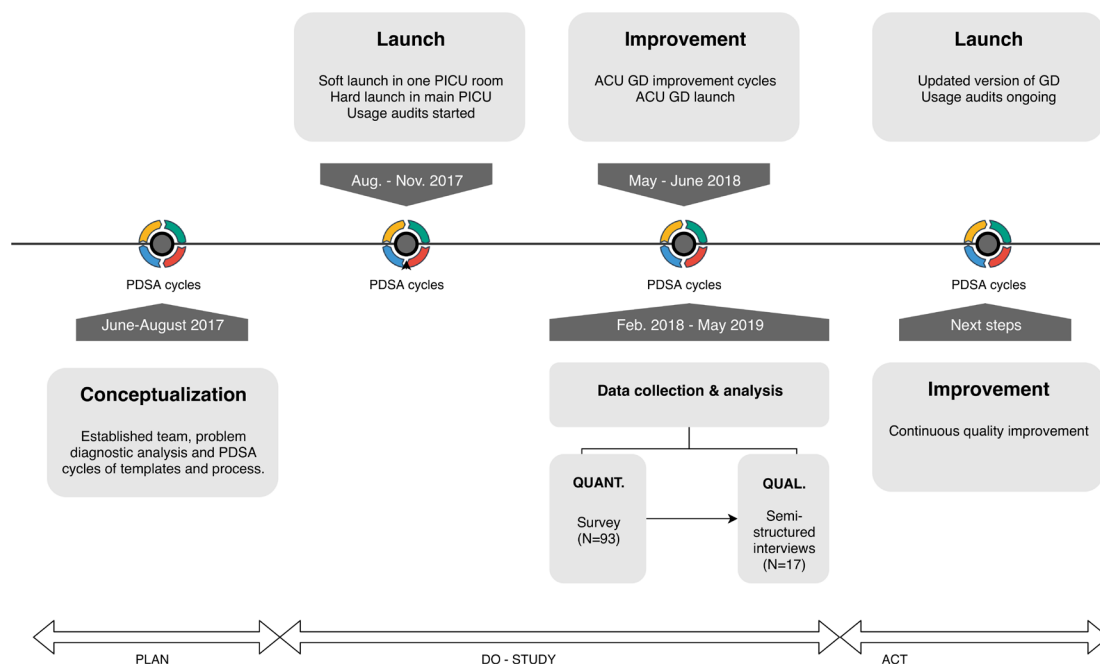 Launch
Soft launch in one PICU room
Hard launch in main PICU
Usage audits started
Improvement
ACU GD improvement cycles
ACU GD launch
Launch
Updated version of GD
Usage audits ongoing
Aug. - Nov. 2017
May - June 2018
PDSA cycles
PDSA cycles
PDSA cycles
PDSA cycles
June-August 2017
Feb. 2018 - May 2019
Next steps
Conceptualization
Established team, problem
diagnostic analysis and PDSA
cycles of templates and process.
Data collection & analysis
QUANT.
Survey
(N=93)
QUAL.
Semi-
structured
interviews
(N=17)
Improvement
Continuous quality improvement
PLAN
DO - STUDY
ACT